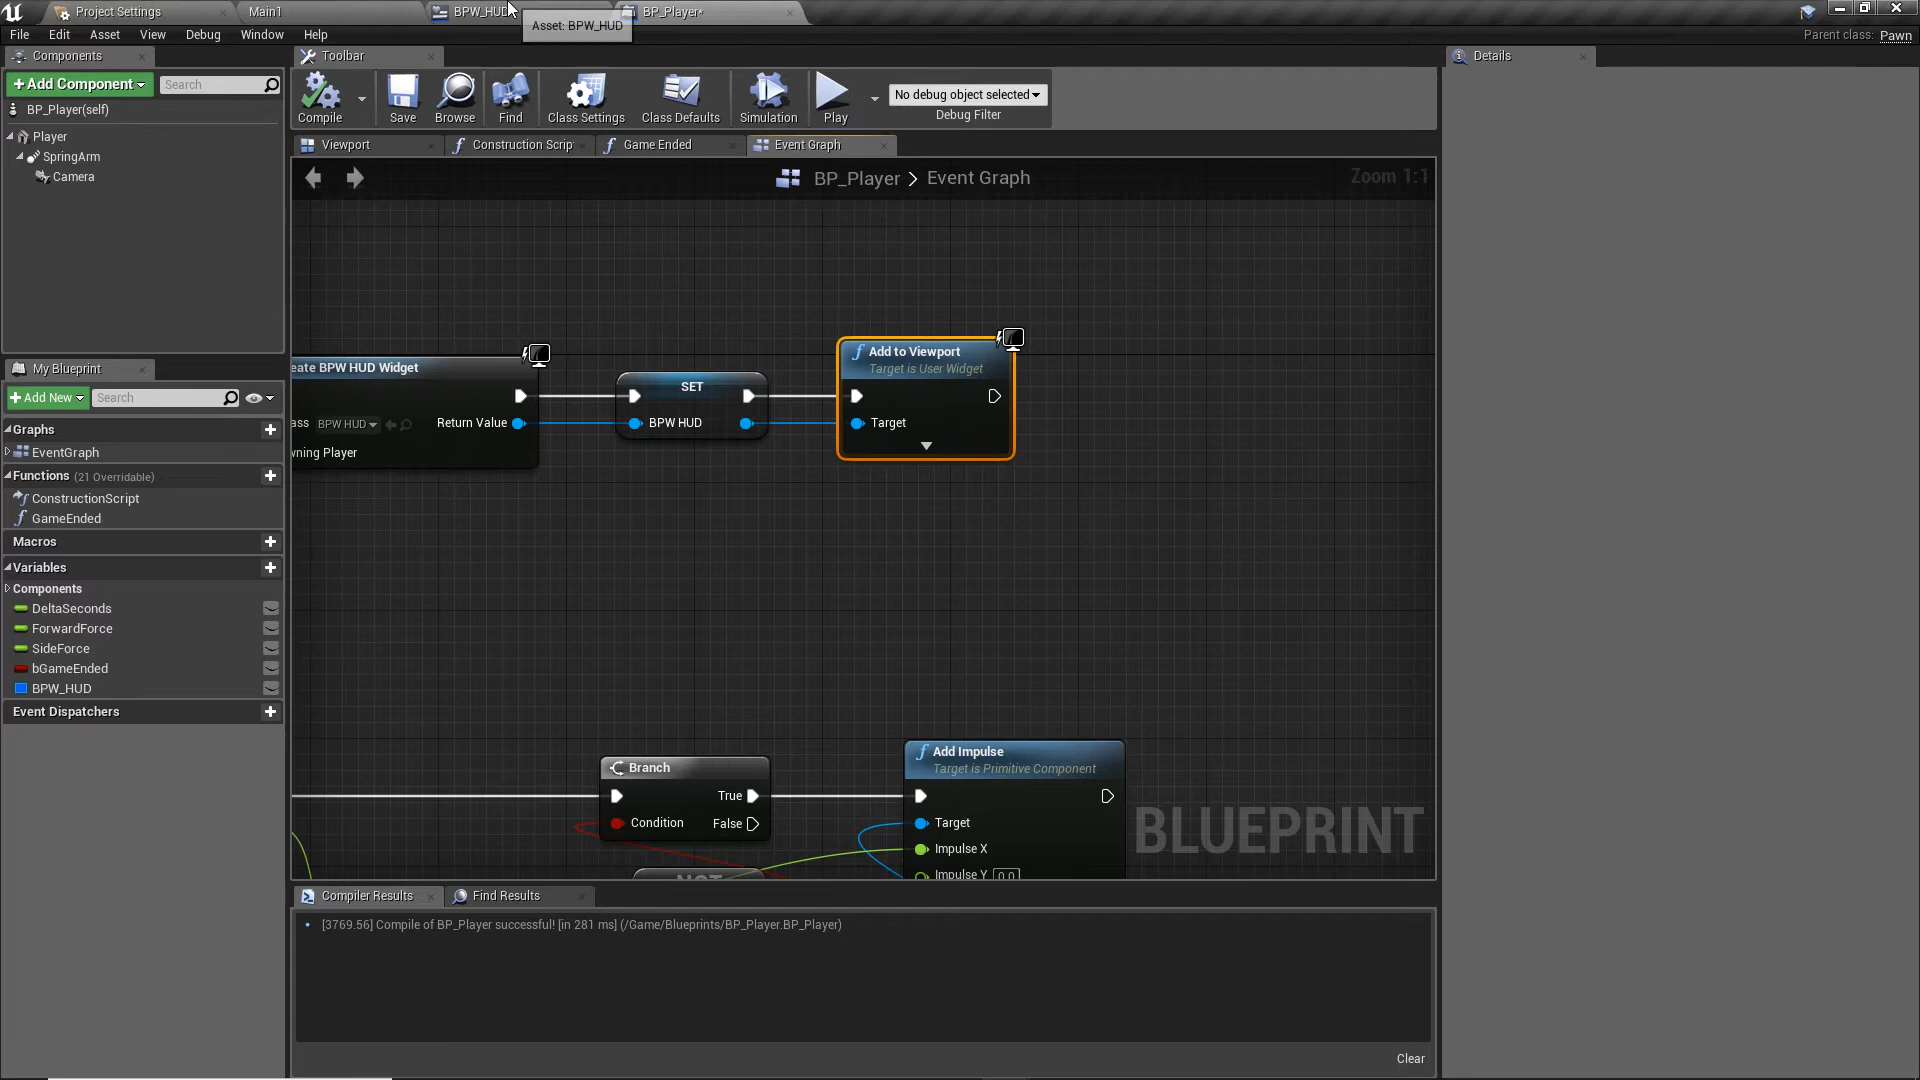 Project Settings
Main1
BPW_HUD
BP_Player*
Asset: BPW_HUD
File
Edit
Asset
View
Debug
Window
Help
Parent class: Pawn
Components
Toolbar
Details
+Add Component
Search
BP_Player(self)
Player
SpringArm
Camera
Compile
Save
Browse
Find
Class Settings
Class Defaults
Simulation
Play
No debug object selected
Debug Filter
Viewport
Construction Scrip
Game Ended
Event Graph
BP_Player > Event Graph
Zoom 1:1
eate BPW HUD Widget
ass BPW HUD
Return Value
wning Player
SET
BPW HUD
Add to Viewport
Target is User Widget
Target
My Blueprint
+Add New
Search
Graphs
EventGraph
Functions (21 Overridable)
ConstructionScript
GameEnded
Macros
Variables
Components
DeltaSeconds
ForwardForce
SideForce
bGameEnded
BPW_HUD
Event Dispatchers
Branch
True
Condition
False
NOT
Add Impulse
Target is Primitive Component
Target
Impulse X
Impulse Y 0.0
BLUEPRINT
Compiler Results
Find Results
[3769.56] Compile of BP_Player successful! [in 281 ms] (/Game/Blueprints/BP_Player.BP_Player)
Clear